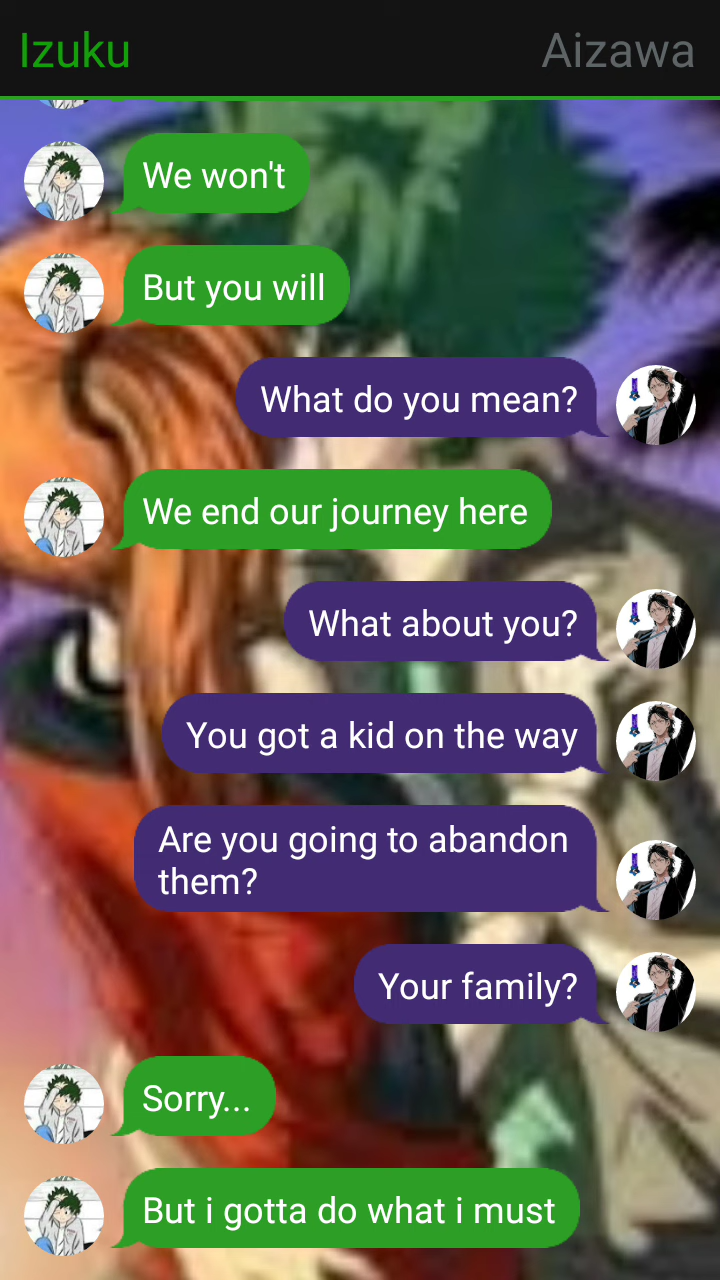 Izuku
Aizawa
We won't
But you will
What do you mean?
We end our journey here
What about you?
You got a kid on the way
Are you going to abandon
them?
Your family?
Sorry...
But i gotta do what i must